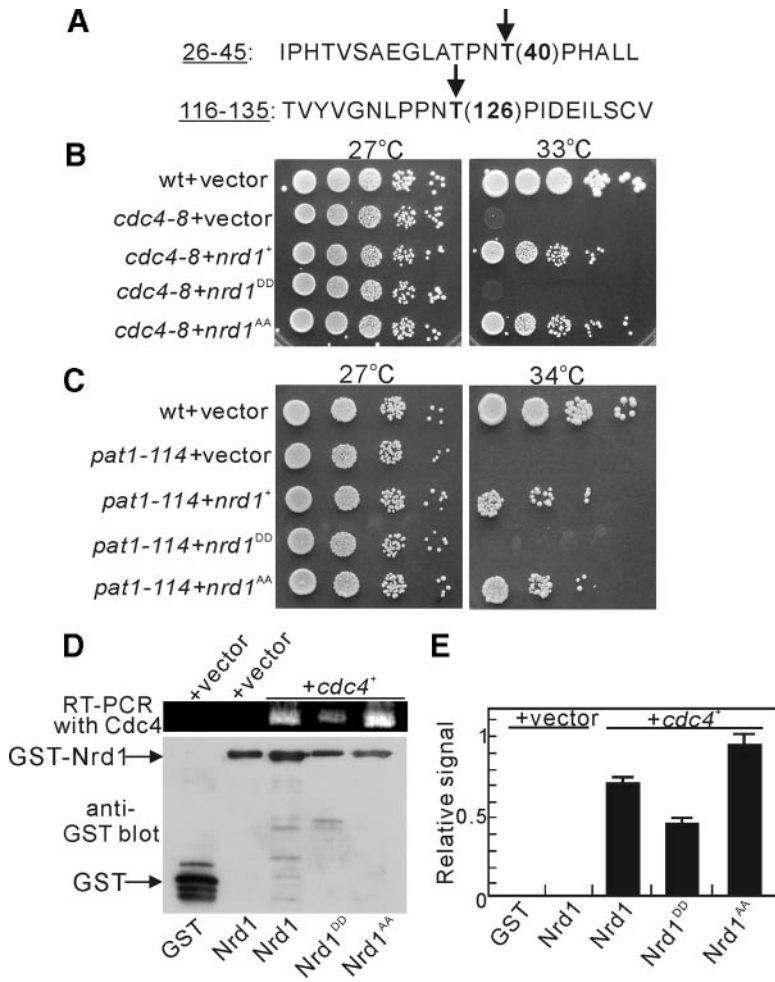 A
26-45: IPHTVSAEGLATPNT(40)PHALL
116-135: TVYVGNLPPNT(126)PIDEILSCV
B
27°C 33°C
wt+vector
cdc4-8+vector
cdc4-8+nrd1⁺
cdc4-8+nrd1ᴰᴰ
cdc4-8+nrd1ᴬᴬ
C
27°C 34°C
wt+vector
pat1-114+vector
pat1-114+nrd1⁺
pat1-114+nrd1ᴰᴰ
pat1-114+nrd1ᴬᴬ
D
+vector +vector +cdc4⁺
RT-PCR
with Cdc4
GST-Nrd1
anti-
GST blot
GST
GST Nrd1 Nrd1 Nrd1ᴰᴰ Nrd1ᴬᴬ
E
+vector +cdc4⁺
Relative signal
1
0.5
0
GST Nrd1 Nrd1 Nrd1ᴰᴰ Nrd1ᴬᴬ